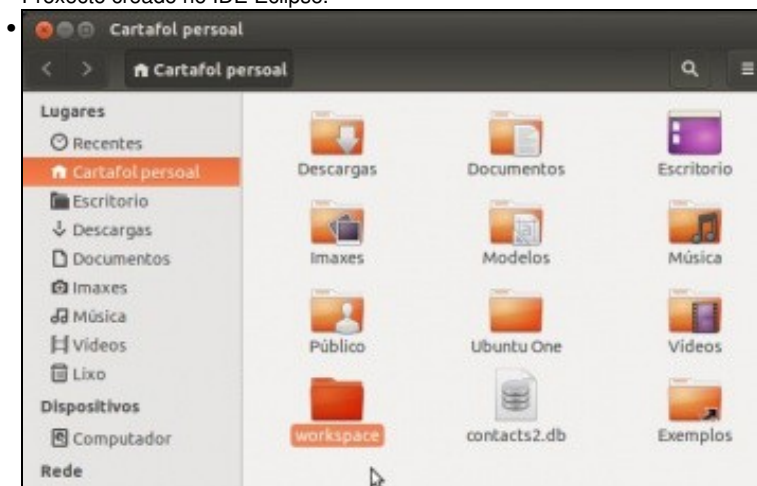 Proxecto creado no IDE Eclipse.
Cartafol persoal
Cartafol persoal
Lugares
Recentes
Cartafol persoal
Escritorio
Descargas
Documentos
Imaxes
Música
Vídeos
Lixo
Dispositivos
Computador
Rede
Descargas Documentos Escritorio
Imaxes Modelos Música
Público Ubuntu One Vídeos
workspace contacts2.db Exemplos